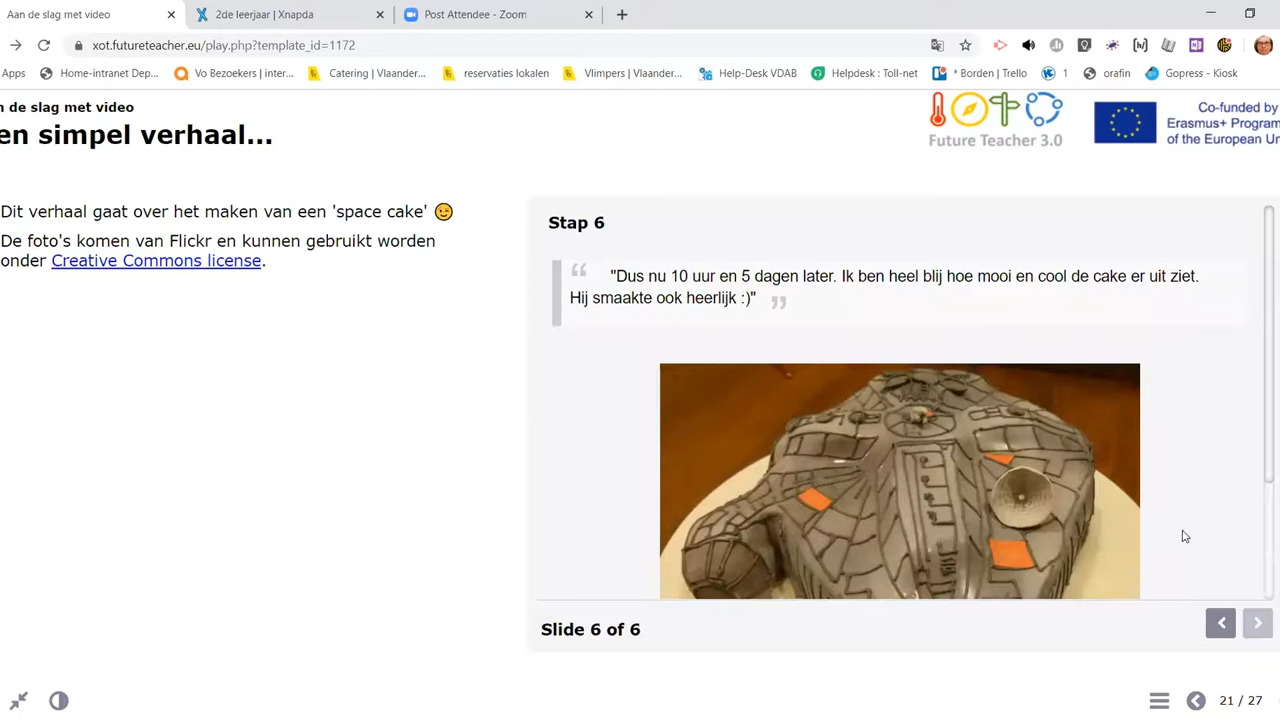 Aan de slag met video
2de leerjaar | Xnapda
Post Attendee - Zoom
xot.futureteacher.eu/play.php?template_id=1172
Apps
Home-intranet Dep...
Vo Bezoekers | inter...
Catering | Vlaander...
reservaties lokalen
Vlimpers | Vlaander...
Help-Desk VDAB
Helpdesk : Toll-net
* Borden | Trello
1
orafin
Gopress - Kiosk
n de slag met video
en simpel verhaal...
Future Teacher 3.0
Co-funded by
Erasmus+ Program
of the European Un
Dit verhaal gaat over het maken van een 'space cake' 😉
De foto's komen van Flickr en kunnen gebruikt worden
onder Creative Commons license.
Stap 6
“ "Dus nu 10 uur en 5 dagen later. Ik ben heel blij hoe mooi en cool de cake er uit ziet.
Hij smaakte ook heerlijk :)" ”
Slide 6 of 6
21 / 27